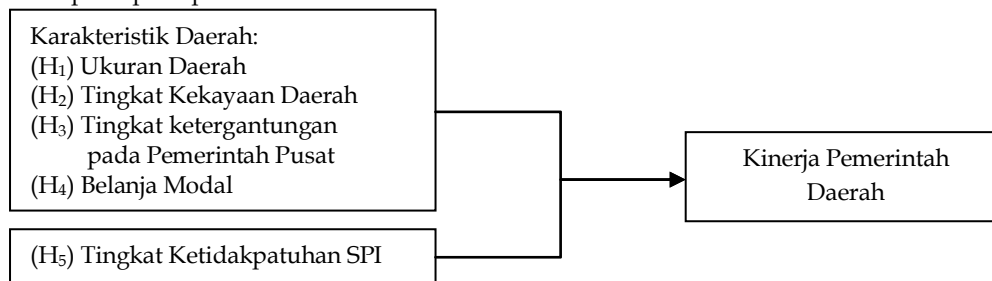 Karakteristik Daerah:
(H₁) Ukuran Daerah
(H₂) Tingkat Kekayaan Daerah
(H₃) Tingkat ketergantungan
pada Pemerintah Pusat
(H₄) Belanja Modal
Kinerja Pemerintah
Daerah
(H₅) Tingkat Ketidakpatuhan SPI